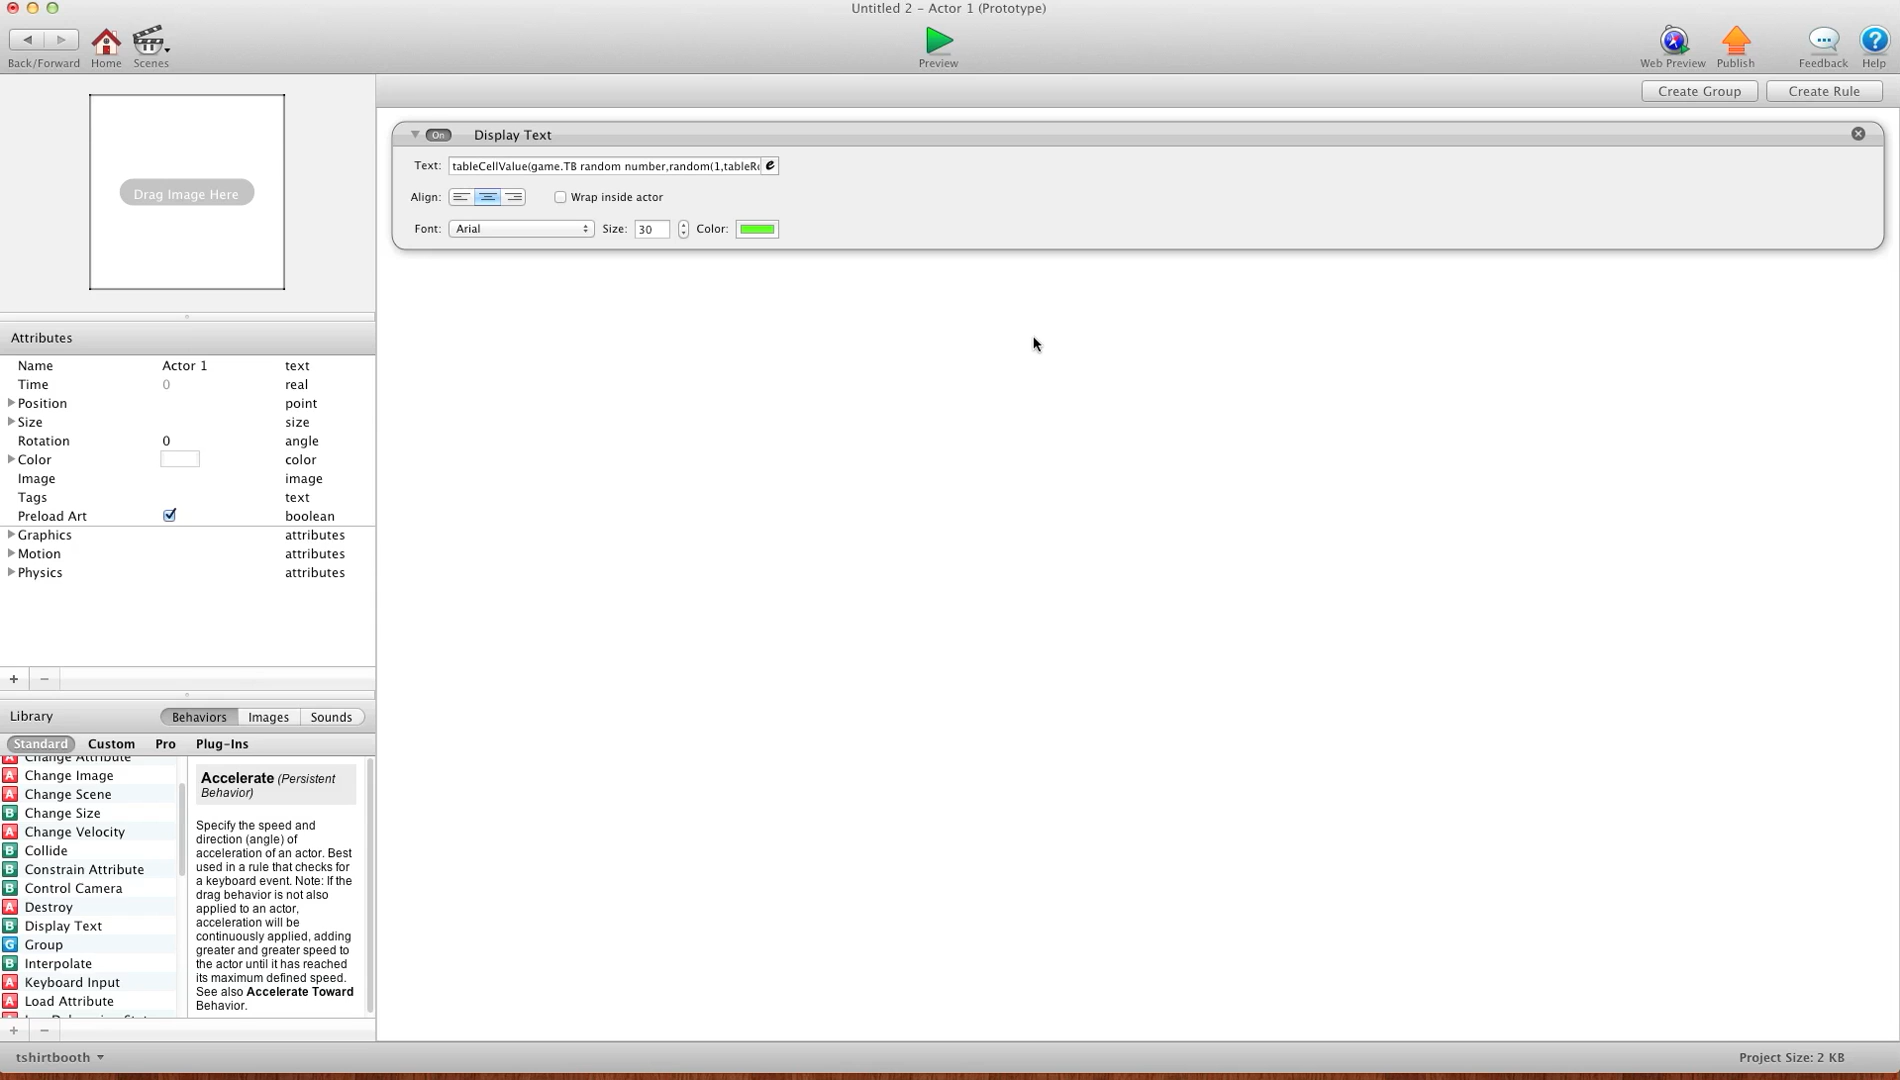 Untitled 2 - Actor 1 (Prototype)
Back/Forward
Home
Scenes
Preview
Web Preview
Publish
Feedback
Help
Create Group
Create Rule
Drag Image Here
On
Display Text
Text: tableCellValue(game.TB random number,random(1,tableR
Align:
Wrap inside actor
Font: Arial Size: 30 Color:
Attributes
Name Actor 1 text
Time 0 real
Position point
Size size
Rotation 0 angle
Color color
Image image
Tags text
Preload Art boolean
Graphics attributes
Motion attributes
Physics attributes
+ −
Library Behaviors Images Sounds
Standard Custom Pro Plug-Ins
A Change Attribute
A Change Image
A Change Scene
B Change Size
A Change Velocity
B Collide
B Constrain Attribute
B Control Camera
A Destroy
B Display Text
G Group
B Interpolate
A Keyboard Input
A Load Attribute
Accelerate (Persistent
Behavior)
Specify the speed and
direction (angle) of
acceleration of an actor. Best
used in a rule that checks for
a keyboard event. Note: If the
drag behavior is not also
applied to an actor,
acceleration will be
continuously applied, adding
greater and greater speed to
the actor until it has reached
its maximum defined speed.
See also Accelerate Toward
Behavior.
+ −
tshirtbooth
Project Size: 2 KB